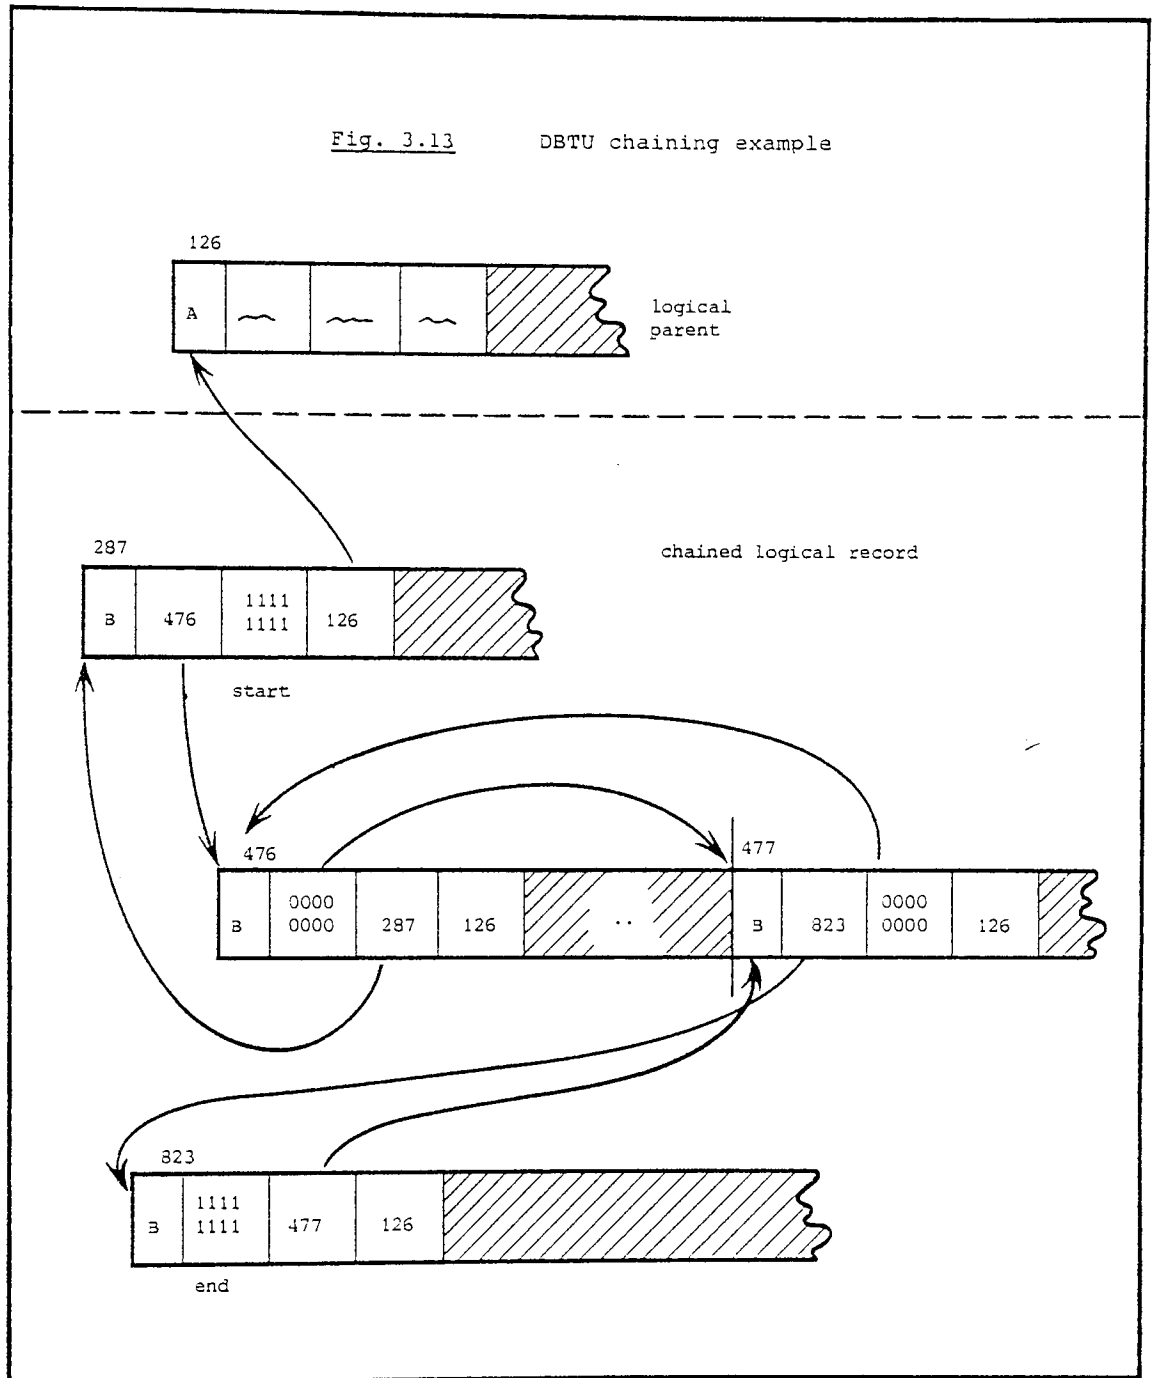 Fig. 3.13 DBTU chaining example
126
A
logical
parent
287
chained logical record
B 476 1111 1111 126
start
476 477
B 0000 0000 287 126 .. B 823 0000 0000 126
823
B 1111 1111 477 126
end